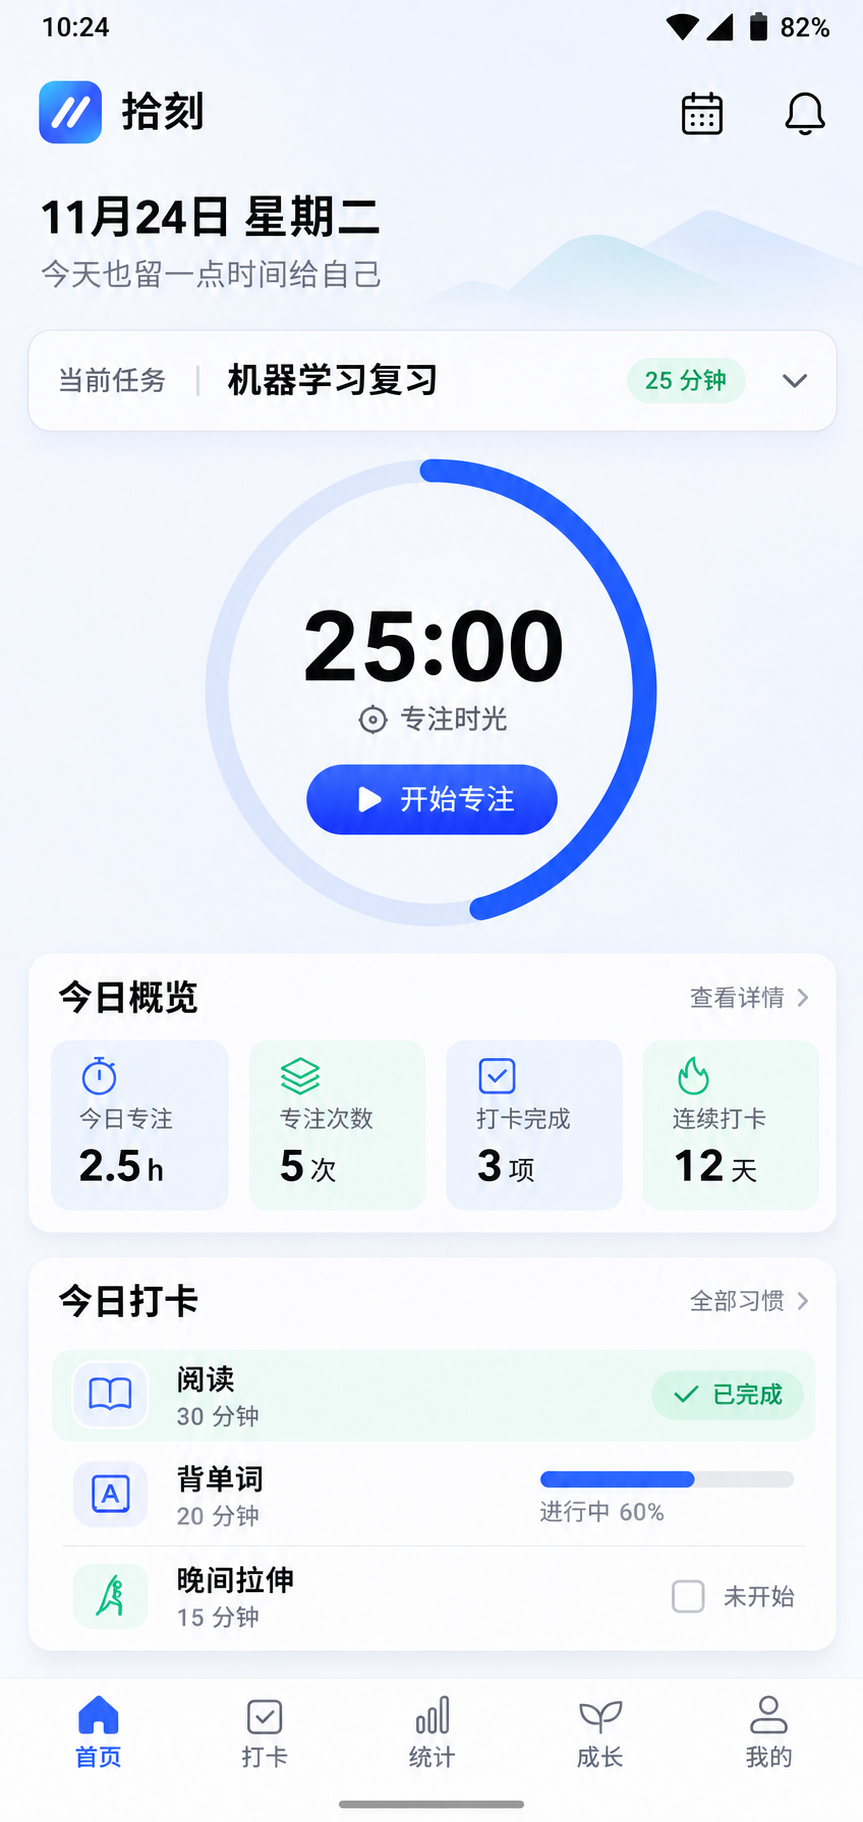 10:24 82%
拾刻
11月24日 星期二
今天也留一点时间给自己
当前任务 | 机器学习复习 25 分钟
25:00
专注时光
开始专注
今日概览 查看详情
今日专注 专注次数 打卡完成 连续打卡
2.5 h 5 次 3 项 12 天
今日打卡 全部习惯
阅读
30 分钟
已完成
背单词
20 分钟
进行中 60%
A
晚间拉伸
15 分钟
未开始
首页 打卡 统计 成长 我的